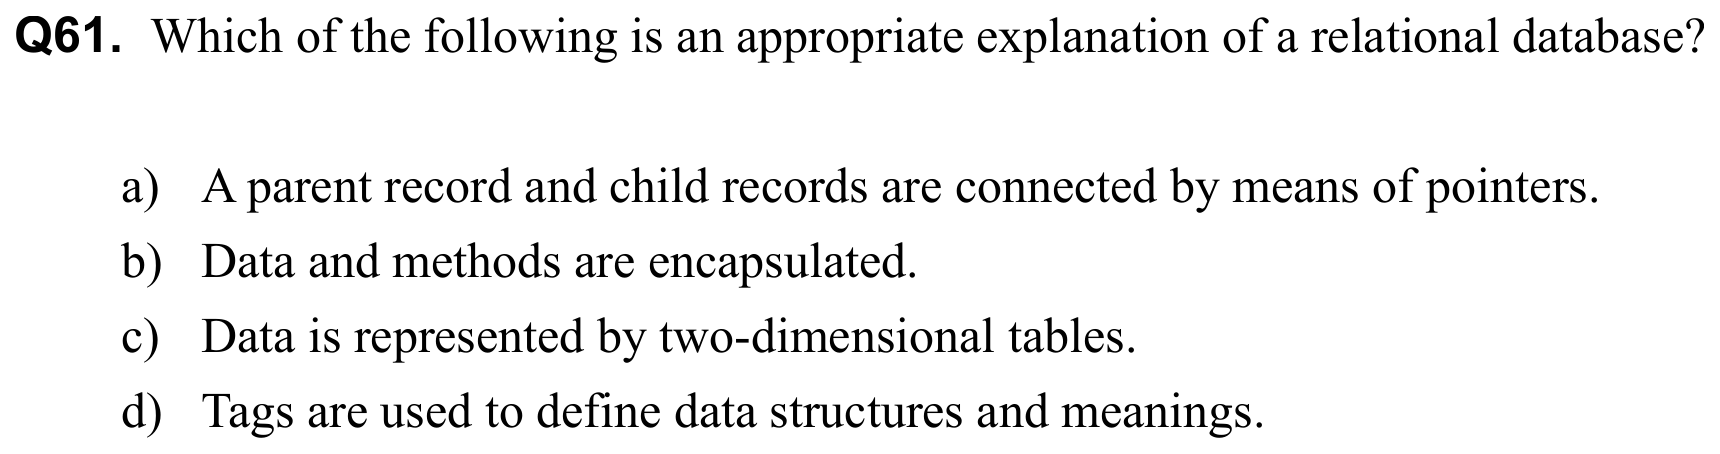 Q61. Which of the following is an appropriate explanation of a relational database?
a) A parent record and child records are connected by means of pointers.
b) Data and methods are encapsulated.
c) Data is represented by two-dimensional tables.
d) Tags are used to define data structures and meanings.